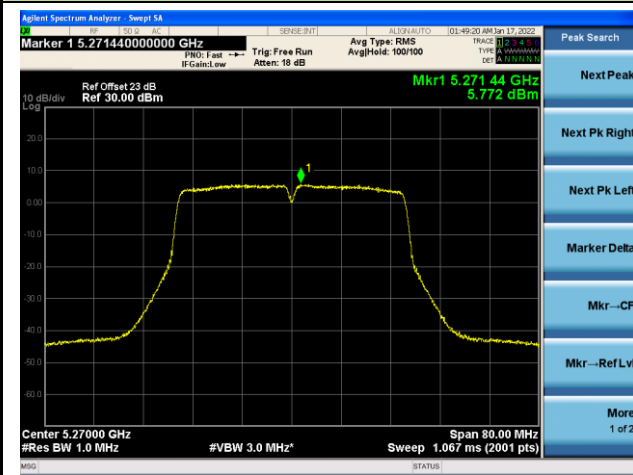 Agilent Spectrum Analyzer - Swept SA
RF 50 Ω AC SENSE:INT ALIGNAUTO 01:49:20 AM Jan 17, 2022
Marker 1 5.271440000000 GHz
PNO: Fast
IFGain:Low
Trig: Free Run
Atten: 18 dB
Avg Type: RMS
Avg|Hold: 100/100
TRACE 1 2 3 4 5 6
TYPE A WWWWW
DET A N N N N N
Peak Search
Mkr1 5.271 44 GHz
5.772 dBm
Ref Offset 23 dB
10 dB/div Ref 30.00 dBm
Log
20.0
10.0
0.00
-10.0
-20.0
-30.0
-40.0
-50.0
-60.0
1
Next Peak
Next Pk Right
Next Pk Left
Marker Delta
Mkr→CF
Mkr→Ref Lvl
More
1 of 2
Center 5.27000 GHz Span 80.00 MHz
#Res BW 1.0 MHz #VBW 3.0 MHz* Sweep 1.067 ms (2001 pts)
MSG STATUS